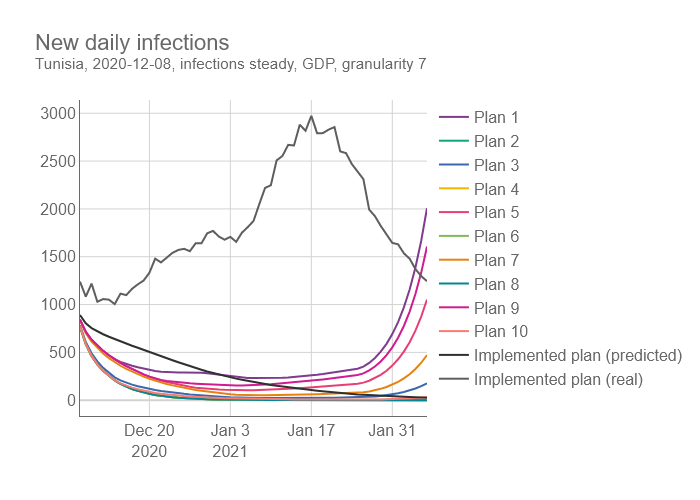 New daily infections
Tunisia, 2020-12-08, infections steady, GDP, granularity 7
3000
2500
2000
1500
1000
500
0
Dec 20
2020
Jan 3
2021
Jan 17
Jan 31
Plan 1
Plan 2
Plan 3
Plan 4
Plan 5
Plan 6
Plan 7
Plan 8
Plan 9
Plan 10
Implemented plan (predicted)
Implemented plan (real)